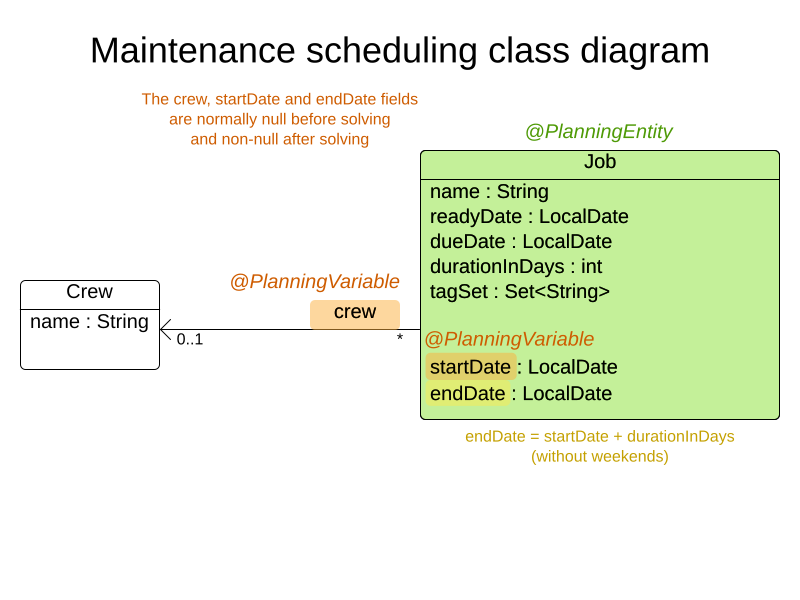 Maintenance scheduling class diagram
The crew, startDate and endDate fields
are normally null before solving
and non-null after solving
@PlanningEntity
Job
name : String
readyDate : LocalDate
dueDate : LocalDate
durationInDays : int
tagSet : Set<String>
@PlanningVariable
startDate : LocalDate
endDate : LocalDate
@PlanningVariable
crew
Crew
name : String
0..1
*
endDate = startDate + durationInDays
(without weekends)